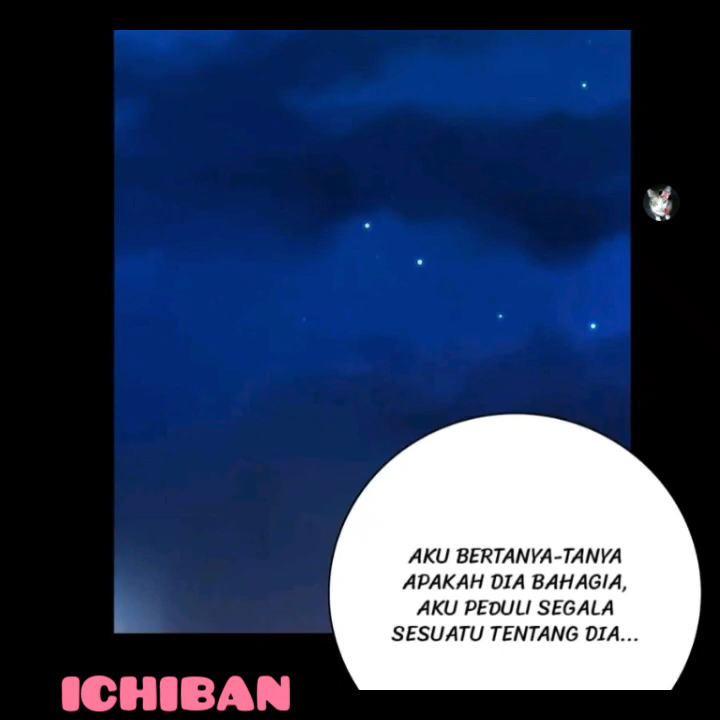 AKU BERTANYA-TANYA
APAKAH DIA BAHAGIA,
AKU PEDULI SEGALA
SESUATU TENTANG DIA...
ICHIBAN